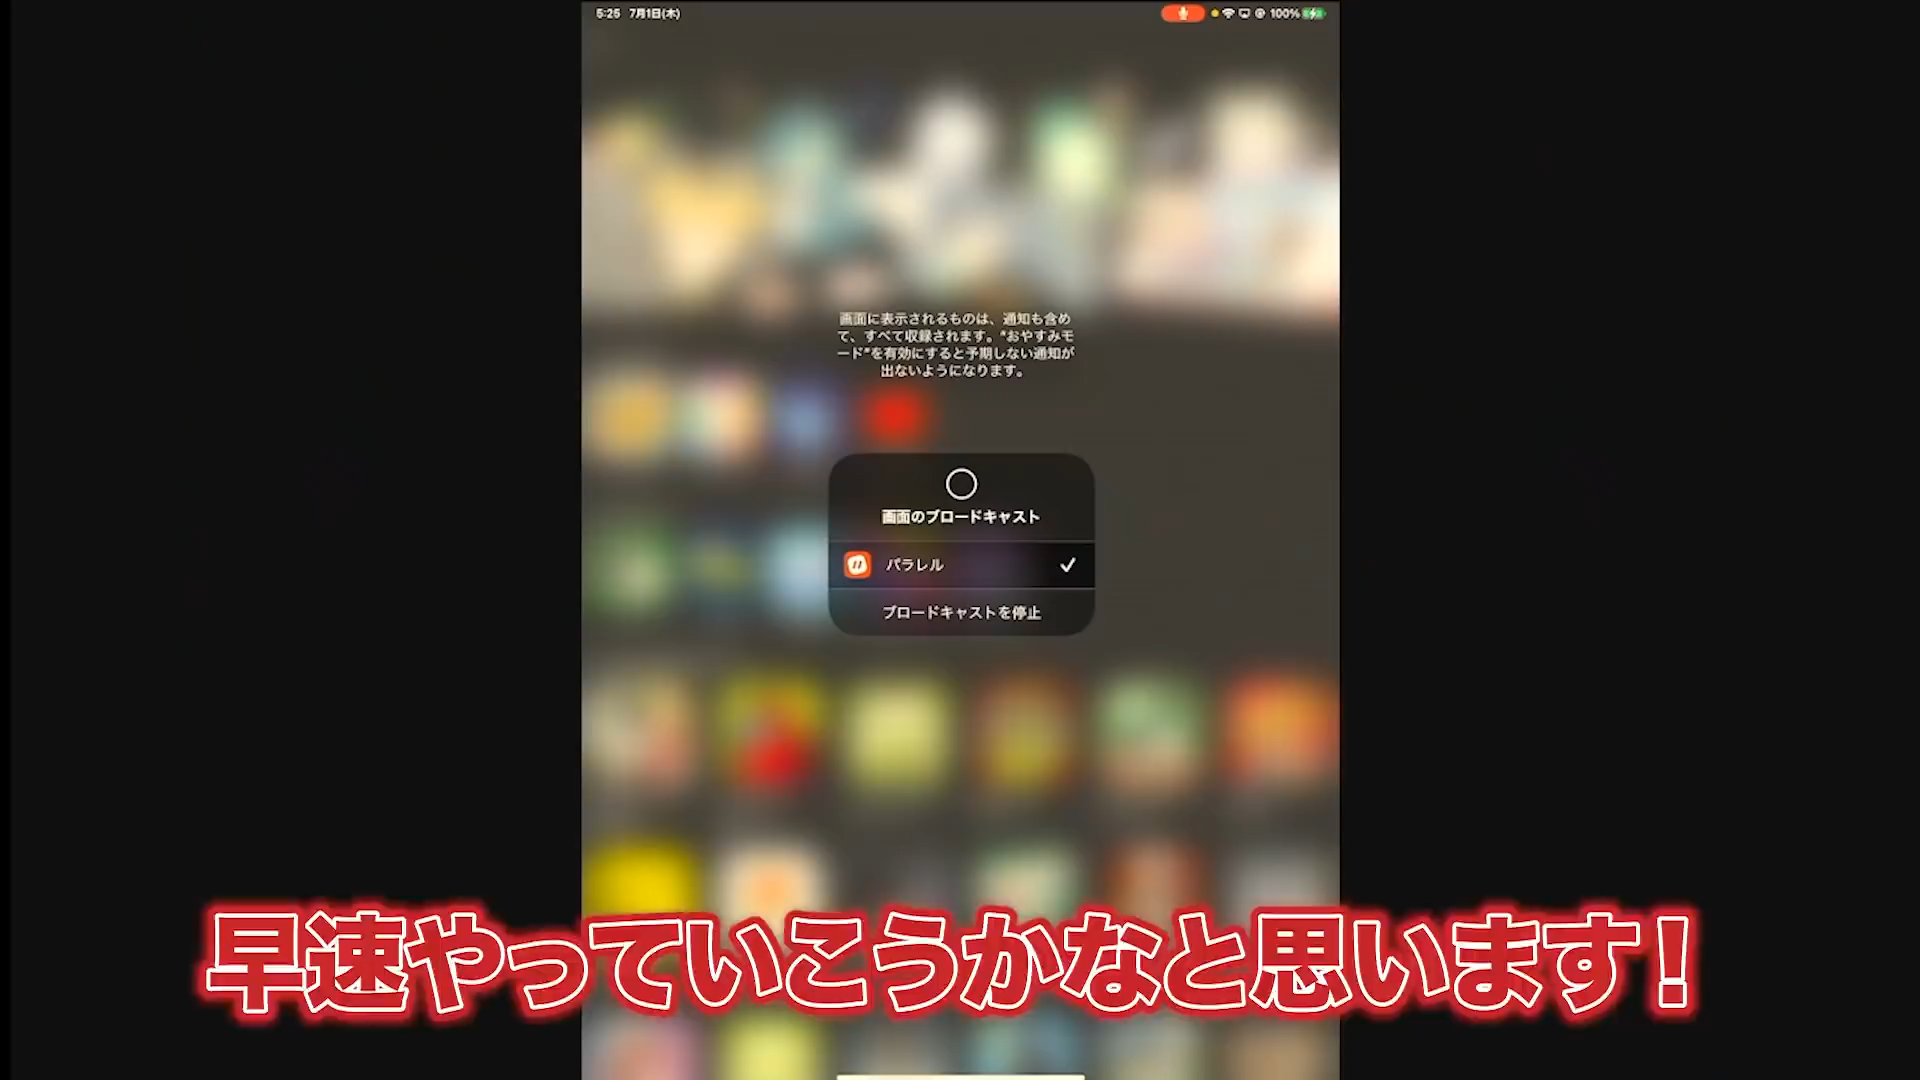 5:25 7月1日(木)
100%
画面に表示されるものは、通知も含め
て、すべて収録されます。“おやすみモ
ード”を有効にすると予期しない通知が
出ないようになります。
画面のブロードキャスト
パラレル
ブロードキャストを停止
早速やっていこうかなと思います!